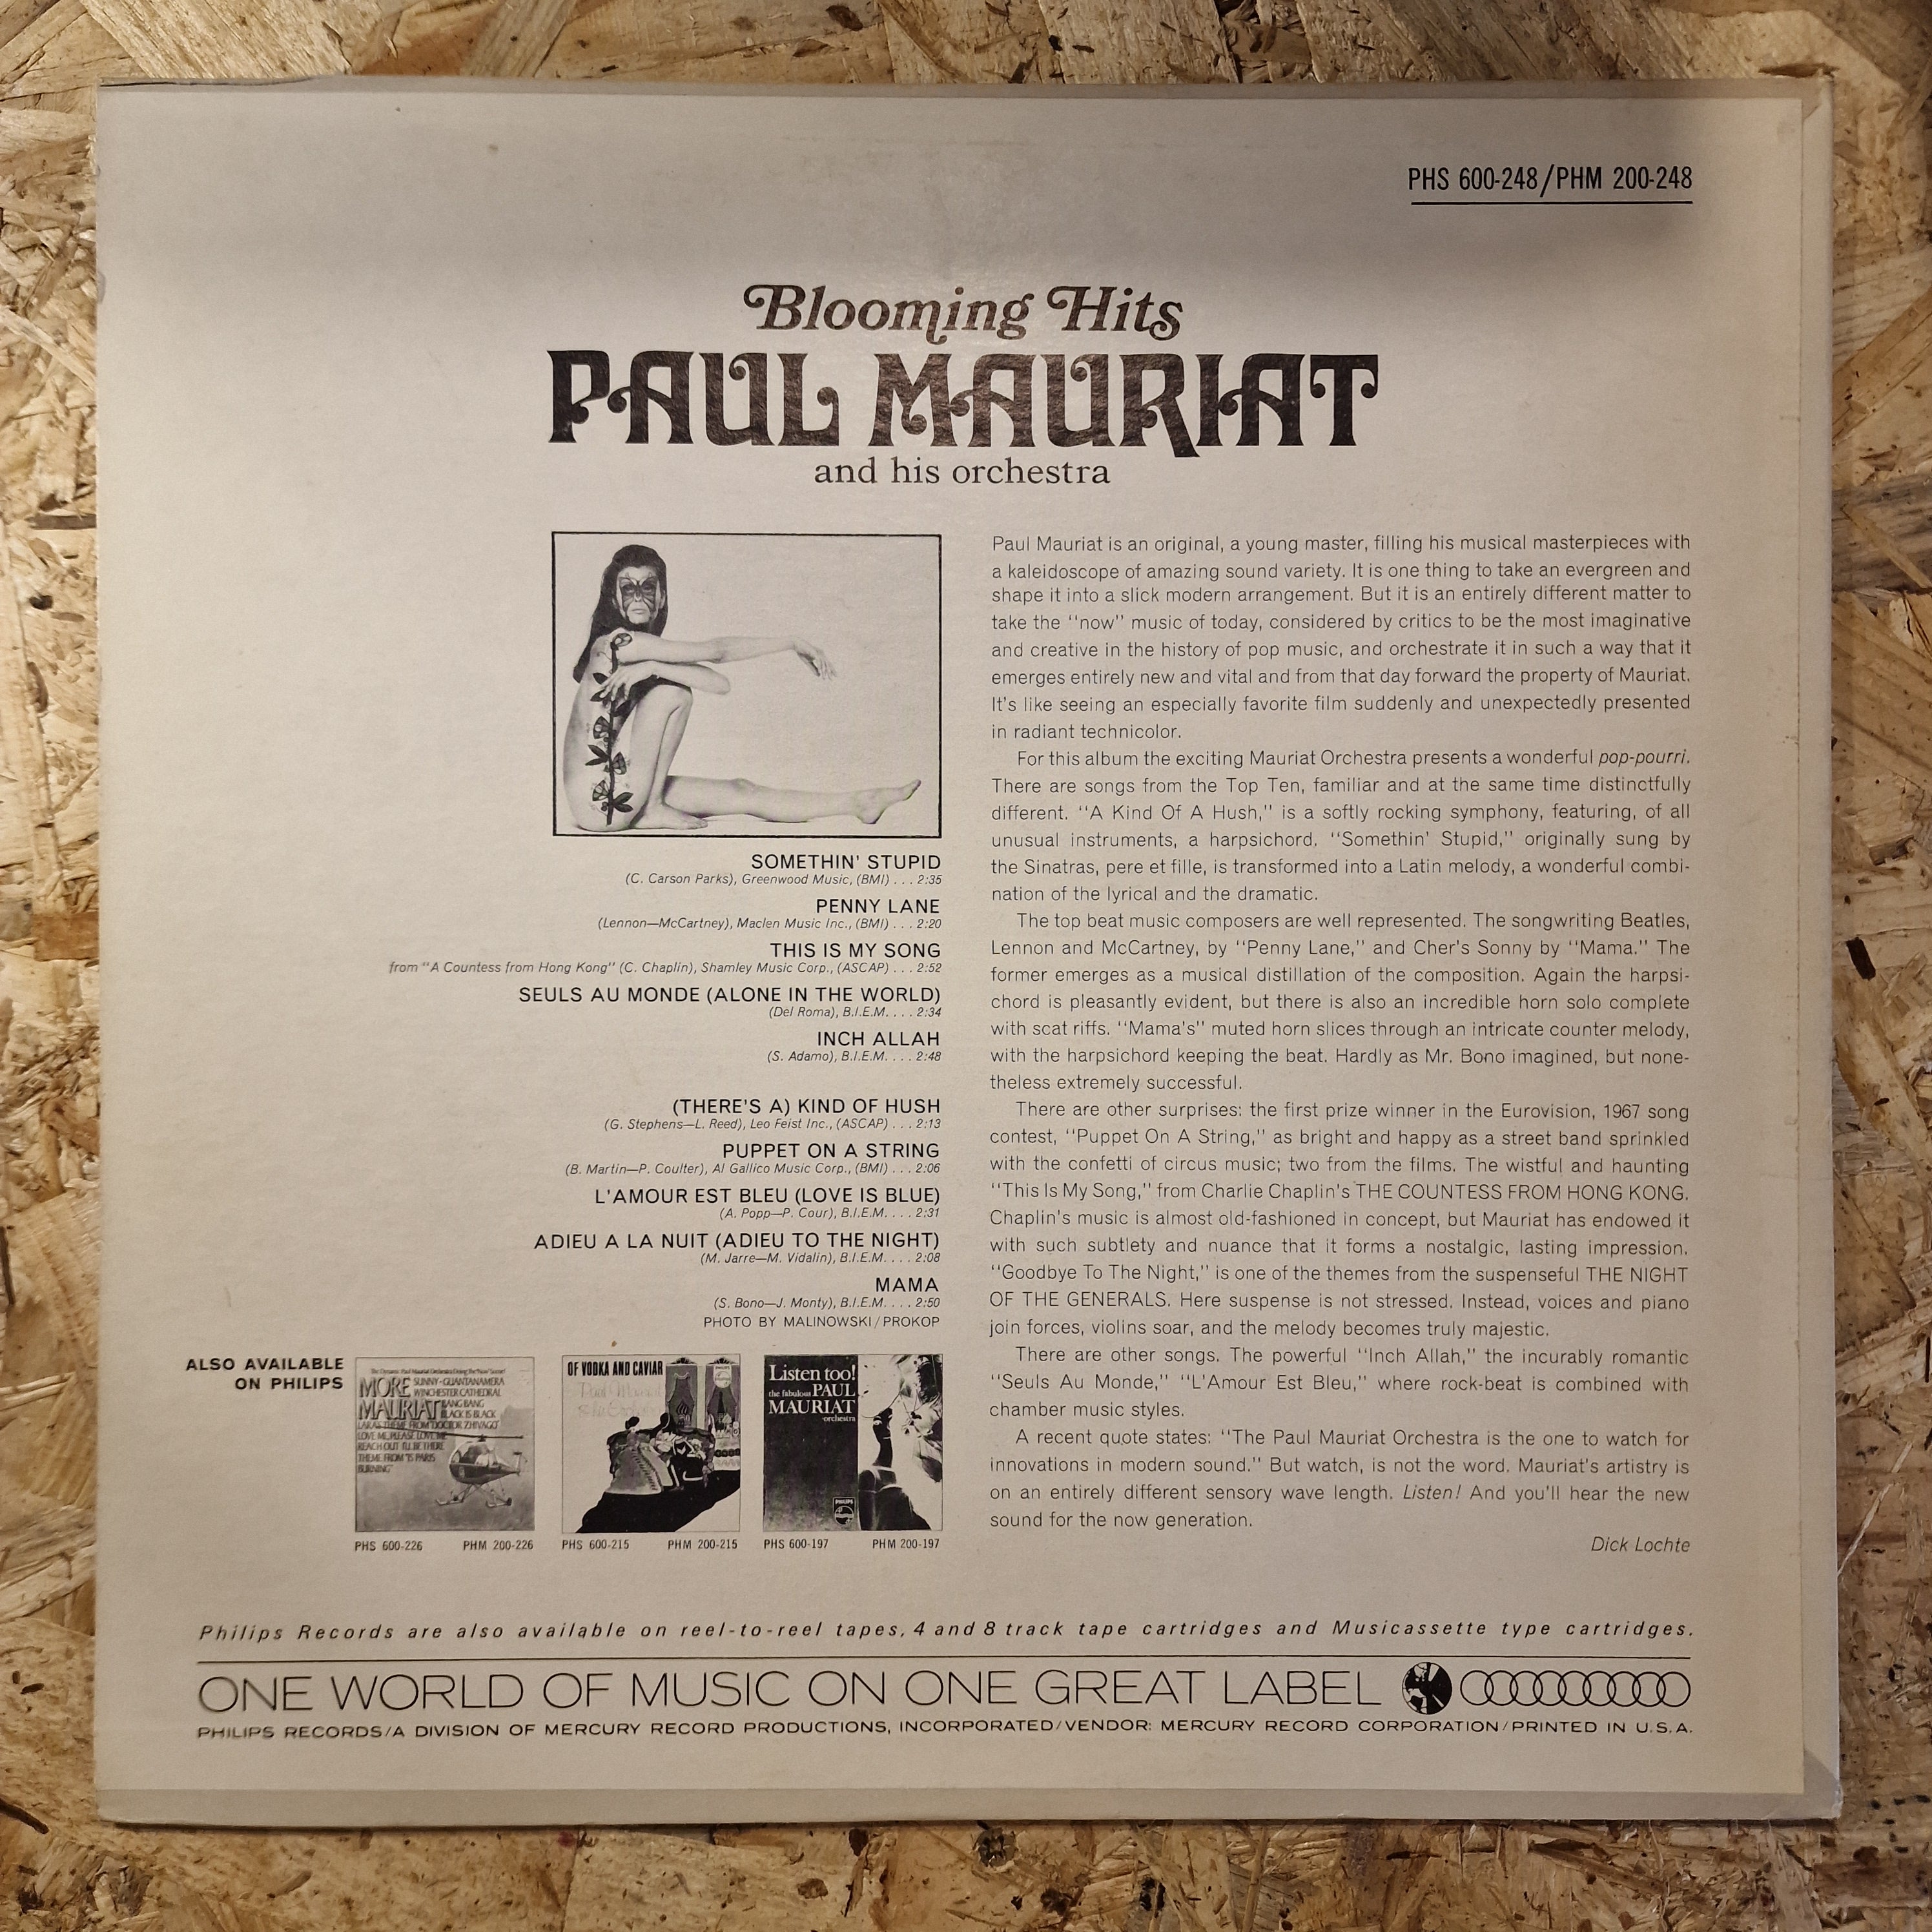 PHS 600-248/PHM 200-248
Blooming Hits
PAUL MAURIAT
and his orchestra
SOMETHIN' STUPID
(C. Carson Parks), Greenwood Music, (BMI) . . . 2:35
PENNY LANE
(Lennon—McCartney), Maclen Music Inc., (BMI) . . . 2:20
THIS IS MY SONG
from "A Countess from Hong Kong" (C. Chaplin), Shamley Music Corp., (ASCAP) . . . 2:52
SEULS AU MONDE (ALONE IN THE WORLD)
(Del Roma), B.I.E.M. . . . 2:34
INCH ALLAH
(S. Adamo), B.I.E.M. . . . 2:48
(THERE'S A) KIND OF HUSH
(G. Stephens—L. Reed), Leo Feist Inc., (ASCAP) . . . 2:13
PUPPET ON A STRING
(B. Martin—P. Coulter), Al Gallico Music Corp., (BMI) . . . 2:06
L'AMOUR EST BLEU (LOVE IS BLUE)
(A. Popp—P. Cour), B.I.E.M. . . . 2:31
ADIEU A LA NUIT (ADIEU TO THE NIGHT)
(M. Jarre—M. Vidalin), B.I.E.M. . . . 2:08
MAMA
(S. Bono—J. Monty), B.I.E.M. . . . 2:50
PHOTO BY MALINOWSKI/PROKOP
Paul Mauriat is an original, a young master, filling his musical masterpieces with
a kaleidoscope of amazing sound variety. It is one thing to take an evergreen and
shape it into a slick modern arrangement. But it is an entirely different matter to
take the "now" music of today, considered by critics to be the most imaginative
and creative in the history of pop music, and orchestrate it in such a way that it
emerges entirely new and vital and from that day forward the property of Mauriat.
It's like seeing an especially favorite film suddenly and unexpectedly presented
in radiant technicolor.
For this album the exciting Mauriat Orchestra presents a wonderful pop-pourri.
There are songs from the Top Ten, familiar and at the same time distinctfully
different. "A Kind Of A Hush," is a softly rocking symphony, featuring, of all
unusual instruments, a harpsichord. "Somethin' Stupid," originally sung by
the Sinatras, pere et fille, is transformed into a Latin melody, a wonderful combi-
nation of the lyrical and the dramatic.
The top beat music composers are well represented. The songwriting Beatles,
Lennon and McCartney, by "Penny Lane," and Cher's Sonny by "Mama." The
former emerges as a musical distillation of the composition. Again the harpsi-
chord is pleasantly evident, but there is also an incredible horn solo complete
with scat riffs. "Mama's" muted horn slices through an intricate counter melody,
with the harpsichord keeping the beat. Hardly as Mr. Bono imagined, but none-
theless extremely successful.
There are other surprises: the first prize winner in the Eurovision, 1967 song
contest, "Puppet On A String," as bright and happy as a street band sprinkled
with the confetti of circus music; two from the films. The wistful and haunting
"This Is My Song," from Charlie Chaplin's THE COUNTESS FROM HONG KONG.
Chaplin's music is almost old-fashioned in concept, but Mauriat has endowed it
with such subtlety and nuance that it forms a nostalgic, lasting impression.
"Goodbye To The Night," is one of the themes from the suspenseful THE NIGHT
OF THE GENERALS. Here suspense is not stressed. Instead, voices and piano
join forces, violins soar, and the melody becomes truly majestic.
There are other songs. The powerful "Inch Allah," the incurably romantic
"Seuls Au Monde," "L'Amour Est Bleu," where rock-beat is combined with
chamber music styles.
A recent quote states: "The Paul Mauriat Orchestra is the one to watch for
innovations in modern sound." But watch, is not the word. Mauriat's artistry is
on an entirely different sensory wave length. Listen! And you'll hear the new
sound for the now generation.
Dick Lochte
ALSO AVAILABLE
ON PHILIPS
MORE
MAURIAT
SUNNY·GUANTANAMERA
WINCHESTER CATHEDRAL
BANG BANG
BLACK IS BLACK
LARA'S THEME FROM "DOCTOR ZHIVAGO"
LOVE ME, PLEASE LOVE ME
REACH OUT I'LL BE THERE
THEME FROM "IS PARIS
BURNING"
PHS 600-226 PHM 200-226
OF VODKA AND CAVIAR
Paul Mauriat
PHS 600-215 PHM 200-215
Listen too!
the fabulous PAUL
MAURIAT
orchestra
PHILIPS
PHS 600-197 PHM 200-197
Philips Records are also available on reel-to-reel tapes, 4 and 8 track tape cartridges and Musicassette type cartridges.
ONE WORLD OF MUSIC ON ONE GREAT LABEL
PHILIPS RECORDS/A DIVISION OF MERCURY RECORD PRODUCTIONS, INCORPORATED/VENDOR: MERCURY RECORD CORPORATION/PRINTED IN U.S.A.